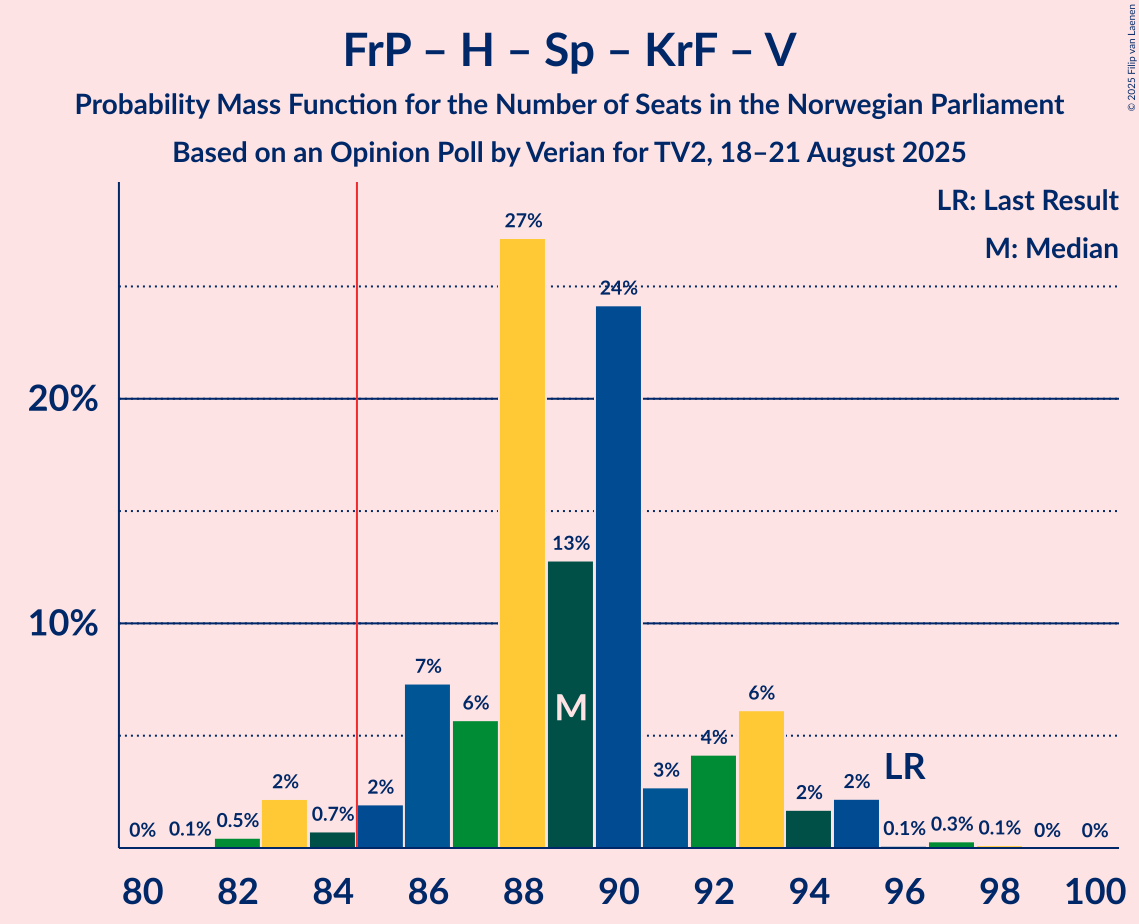 FrP – H – Sp – KrF – V
Probability Mass Function for the Number of Seats in the Norwegian Parliament
Based on an Opinion Poll by Verian for TV2, 18–21 August 2025
© 2025 Filip van Laenen
LR: Last Result
M: Median
20%
10%
0%
0.1%
0.5%
2%
0.7%
2%
7%
6%
27%
13%
24%
3%
4%
6%
2%
2%
0.1%
0.3%
0.1%
0%
0%
M
LR
80 82 84 86 88 90 92 94 96 98 100